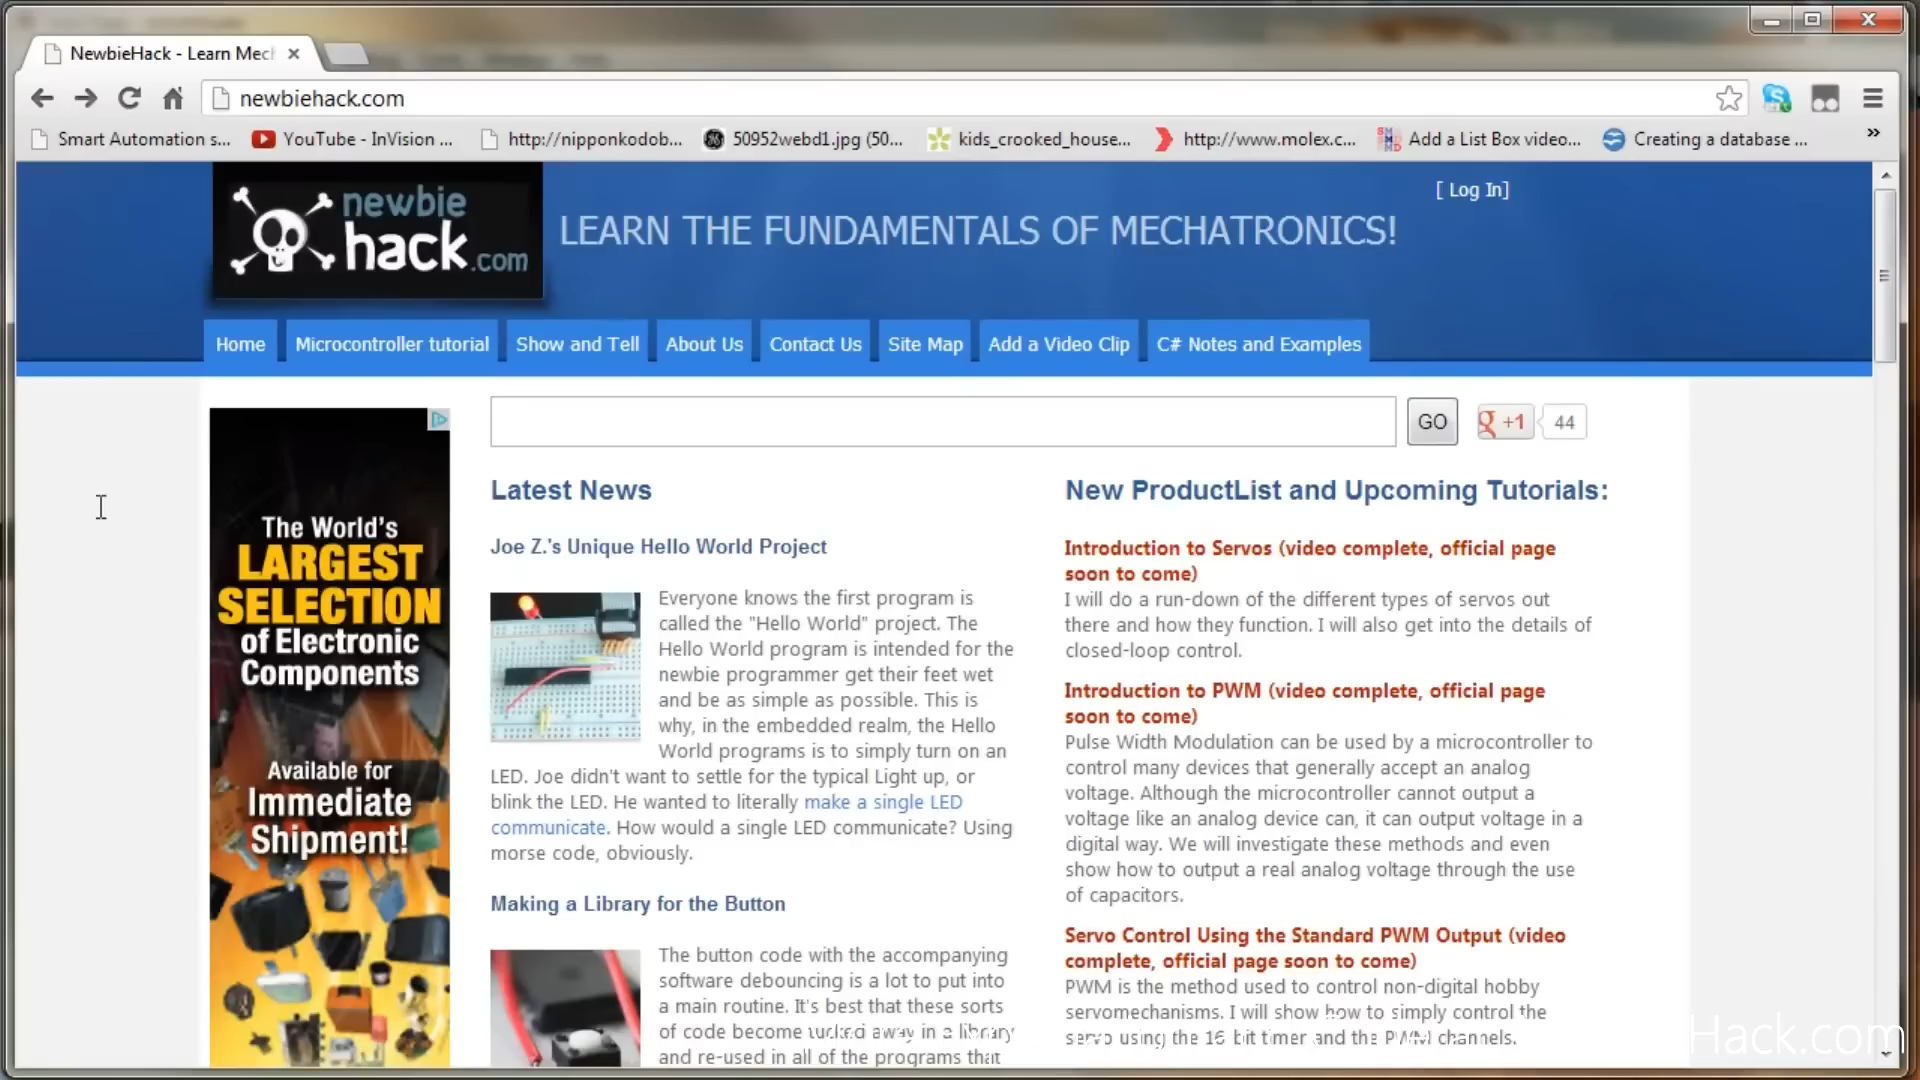 NewbieHack - Learn Mec
newbiehack.com
Smart Automation s...
YouTube - InVision ...
http://nipponkodob...
50952webd1.jpg (50...
kids_crooked_house...
http://www.molex.c...
Add a List Box video...
Creating a database ...
»
newbie
hack.com
LEARN THE FUNDAMENTALS OF MECHATRONICS!
[ Log In]
Home
Microcontroller tutorial
Show and Tell
About Us
Contact Us
Site Map
Add a Video Clip
C# Notes and Examples
GO
g +1
44
The World's
LARGEST
SELECTION
of Electronic
Components
Available for
Immediate
Shipment!
Latest News
Joe Z.'s Unique Hello World Project
Everyone knows the first program is
called the "Hello World" project. The
Hello World program is intended for the
newbie programmer get their feet wet
and be as simple as possible. This is
why, in the embedded realm, the Hello
World programs is to simply turn on an
LED. Joe didn't want to settle for the typical Light up, or
blink the LED. He wanted to literally make a single LED
communicate. How would a single LED communicate? Using
morse code, obviously.
Making a Library for the Button
The button code with the accompanying
software debouncing is a lot to put into
a main routine. It's best that these sorts
of code become tucked away in a library
and re-used in all of the programs that
New ProductList and Upcoming Tutorials:
Introduction to Servos (video complete, official page
soon to come)
I will do a run-down of the different types of servos out
there and how they function. I will also get into the details of
closed-loop control.
Introduction to PWM (video complete, official page
soon to come)
Pulse Width Modulation can be used by a microcontroller to
control many devices that generally accept an analog
voltage. Although the microcontroller cannot output a
voltage like an analog device can, it can output voltage in a
digital way. We will investigate these methods and even
show how to output a real analog voltage through the use
of capacitors.
Servo Control Using the Standard PWM Output (video
complete, official page soon to come)
PWM is the method used to control non-digital hobby
servomechanisms. I will show how to simply control the
servo using the 16 bit timer and the PWM channels.
Hack.com